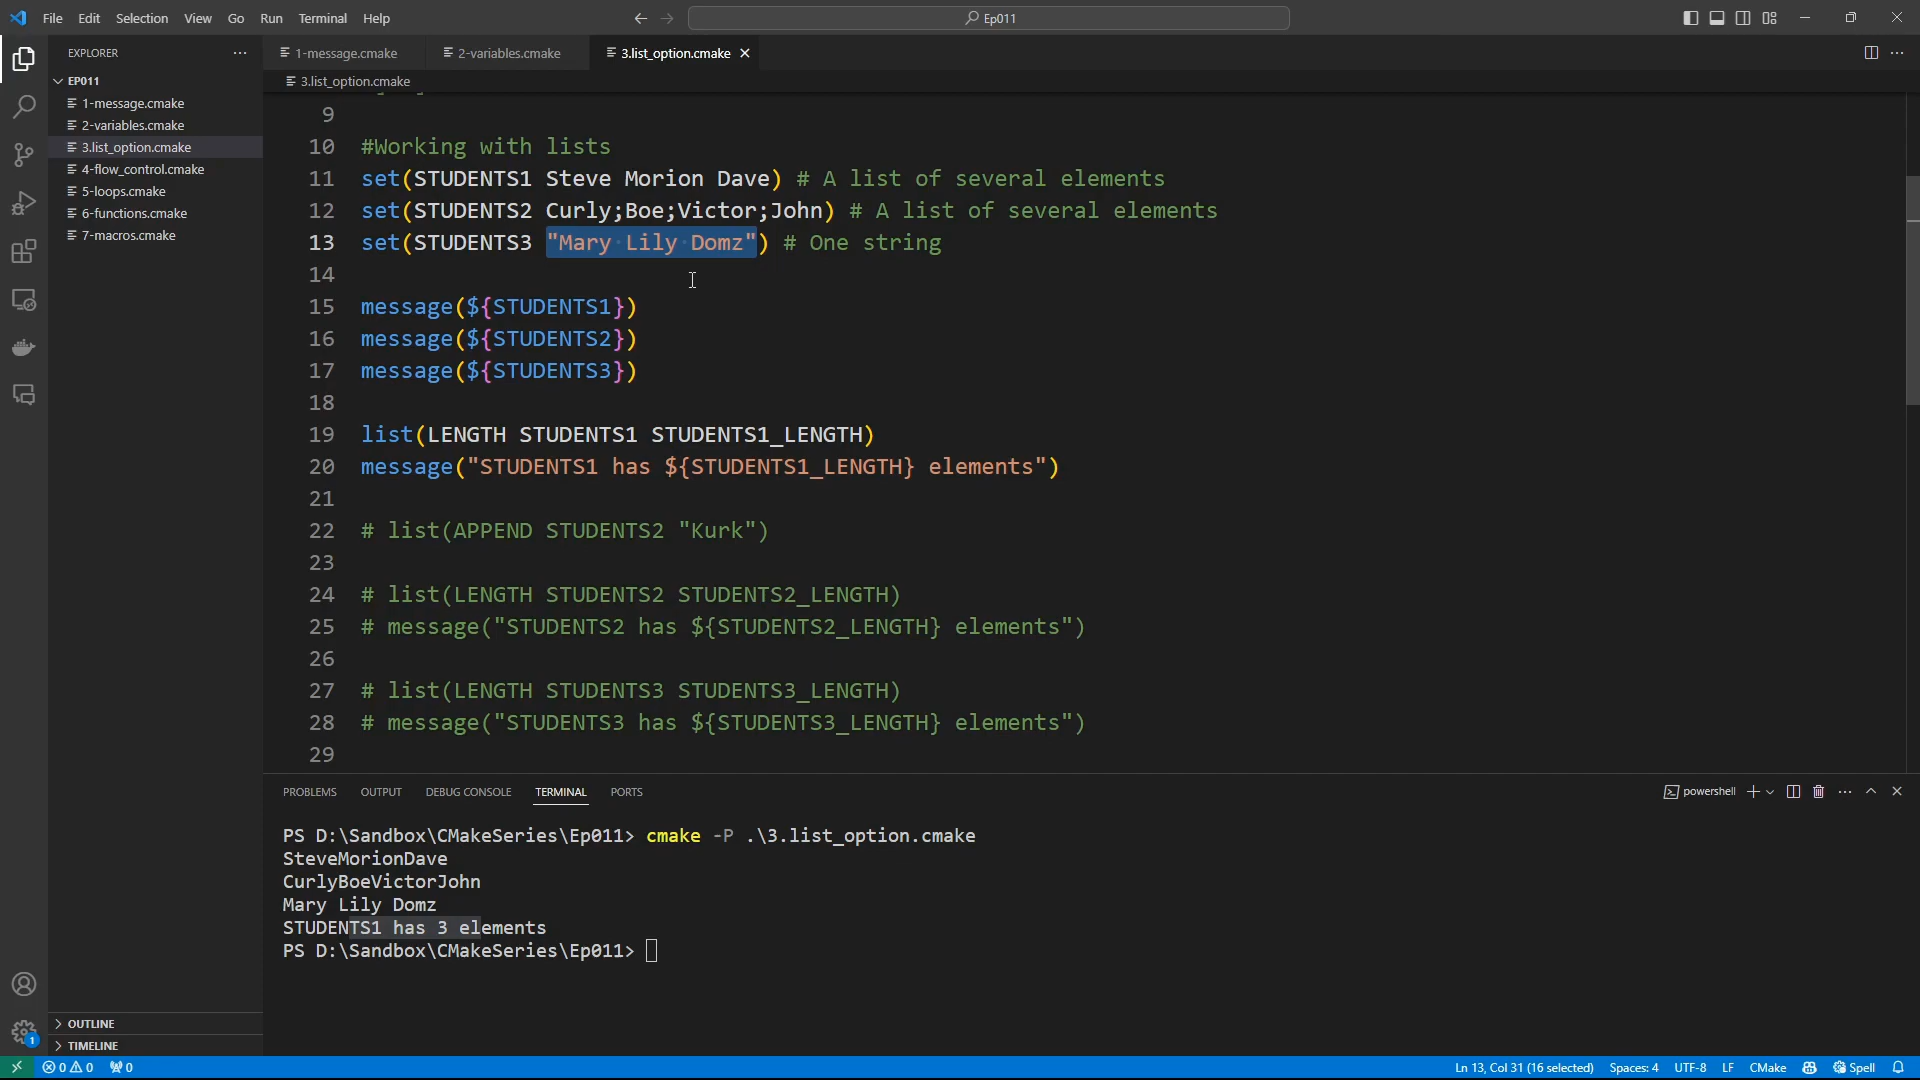 File Edit Selection View Go Run Terminal Help
Ep011
EXPLORER
1-message.cmake
2-variables.cmake
3.list_option.cmake
EP011
1-message.cmake
2-variables.cmake
3.list_option.cmake
4-flow_control.cmake
5-loops.cmake
6-functions.cmake
7-macros.cmake
OUTLINE
TIMELINE
3.list_option.cmake
9
10 #Working with lists
11 set(STUDENTS1 Steve Morion Dave) # A list of several elements
12 set(STUDENTS2 Curly;Boe;Victor;John) # A list of several elements
13 set(STUDENTS3 "Mary Lily Domz") # One string
14
15 message(${STUDENTS1})
16 message(${STUDENTS2})
17 message(${STUDENTS3})
18
19 list(LENGTH STUDENTS1 STUDENTS1_LENGTH)
20 message("STUDENTS1 has ${STUDENTS1_LENGTH} elements")
21
22 # list(APPEND STUDENTS2 "Kurk")
23
24 # list(LENGTH STUDENTS2 STUDENTS2_LENGTH)
25 # message("STUDENTS2 has ${STUDENTS2_LENGTH} elements")
26
27 # list(LENGTH STUDENTS3 STUDENTS3_LENGTH)
28 # message("STUDENTS3 has ${STUDENTS3_LENGTH} elements")
29
PROBLEMS OUTPUT DEBUG CONSOLE TERMINAL PORTS
powershell
PS D:\Sandbox\CMakeSeries\Ep011> cmake -P .\3.list_option.cmake
SteveMorionDave
CurlyBoeVictorJohn
Mary Lily Domz
STUDENTS1 has 3 elements
PS D:\Sandbox\CMakeSeries\Ep011>
1
0 0 0
Ln 13, Col 31 (16 selected) Spaces: 4 UTF-8 LF CMake Spell